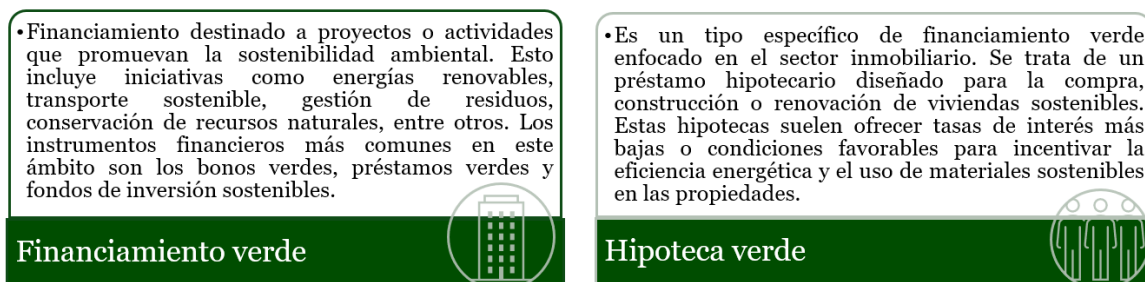 •Financiamiento destinado a proyectos o actividades
que promuevan la sostenibilidad ambiental. Esto
incluye iniciativas como energías renovables,
transporte sostenible, gestión de residuos,
conservación de recursos naturales, entre otros. Los
instrumentos financieros más comunes en este
ámbito son los bonos verdes, préstamos verdes y
fondos de inversión sostenibles.
Financiamiento verde
•Es un tipo específico de financiamiento verde
enfocado en el sector inmobiliario. Se trata de un
préstamo hipotecario diseñado para la compra,
construcción o renovación de viviendas sostenibles.
Estas hipotecas suelen ofrecer tasas de interés más
bajas o condiciones favorables para incentivar la
eficiencia energética y el uso de materiales sostenibles
en las propiedades.
Hipoteca verde